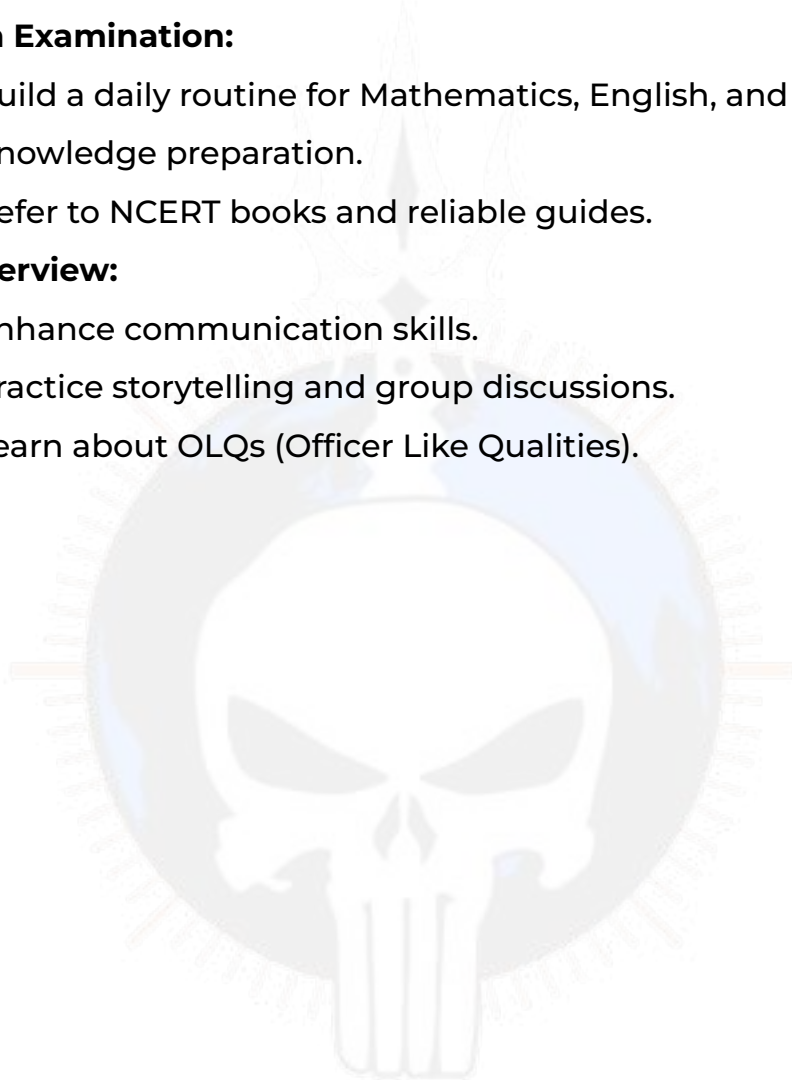 n Examination:
uild a daily routine for Mathematics, English, and
nowledge preparation.
efer to NCERT books and reliable guides.
erview:
nhance communication skills.
ractice storytelling and group discussions.
earn about OLQs (Officer Like Qualities).